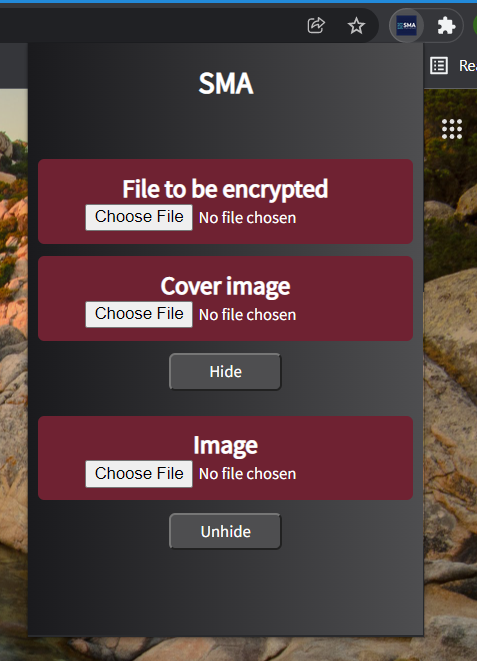 SMA
Rea
SMA
File to be encrypted
Choose File No file chosen
Cover image
Choose File No file chosen
Hide
Image
Choose File No file chosen
Unhide